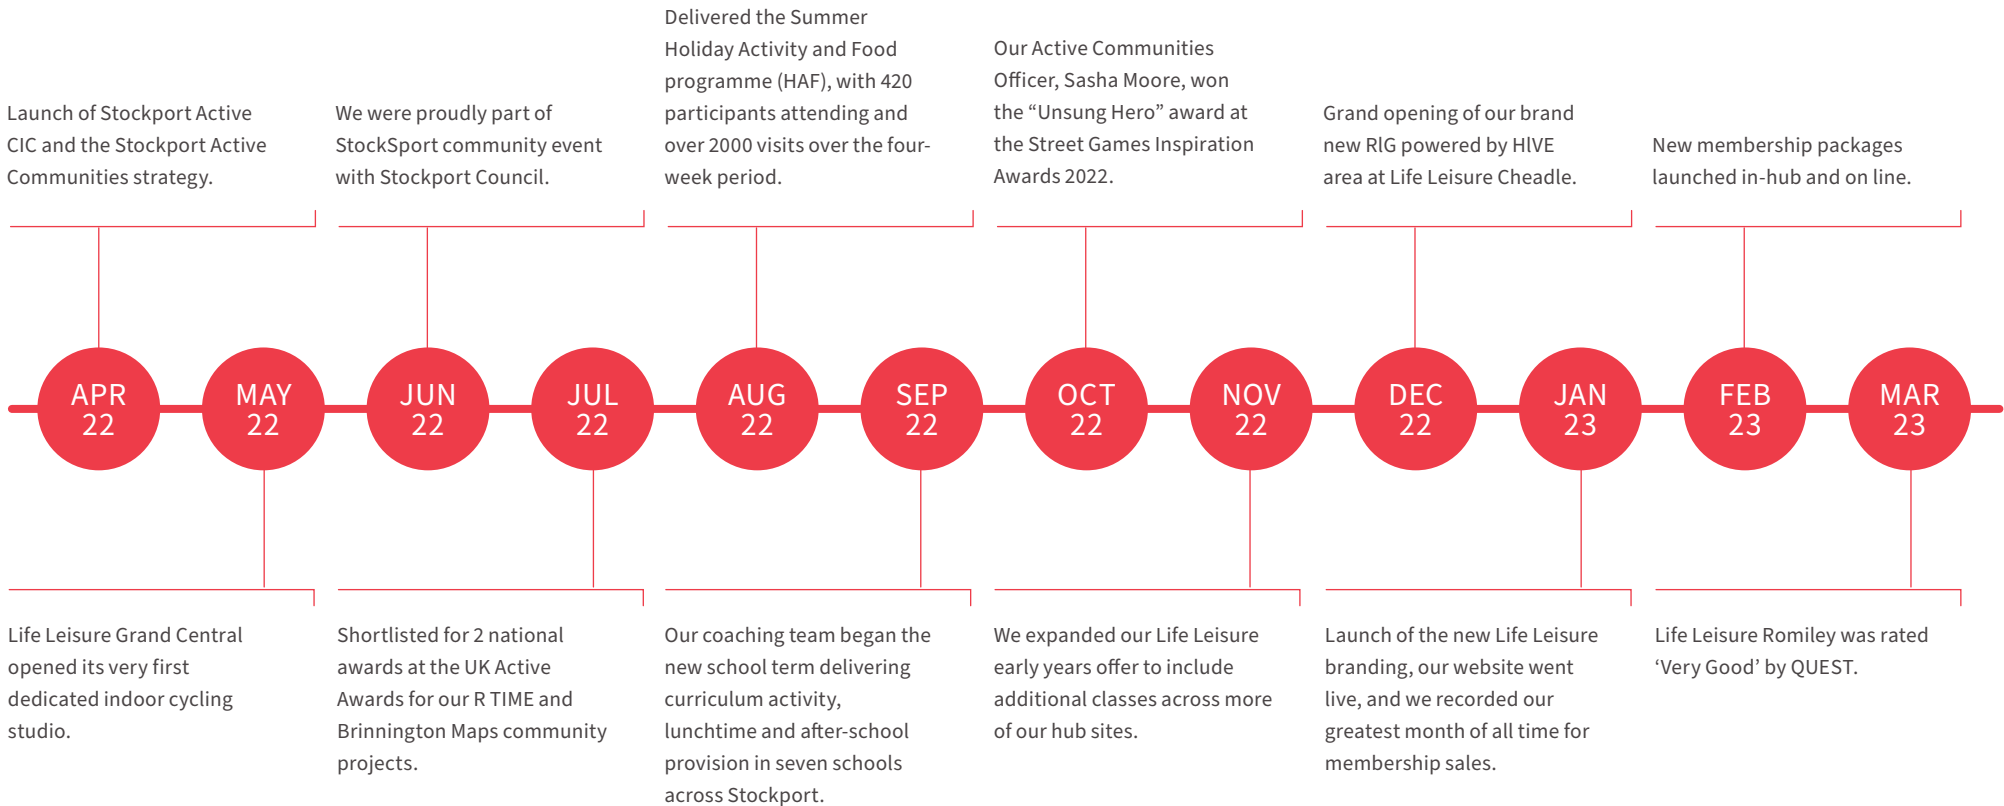 Launch of Stockport Active
CIC and the Stockport Active
Communities strategy.
We were proudly part of
StockSport community event
with Stockport Council.
Delivered the Summer
Holiday Activity and Food
programme (HAF), with 420
participants attending and
over 2000 visits over the four-
week period.
Our Active Communities
Officer, Sasha Moore, won
the “Unsung Hero” award at
the Street Games Inspiration
Awards 2022.
Grand opening of our brand
new RIG powered by HIVE
area at Life Leisure Cheadle.
New membership packages
launched in-hub and on line.
APR
22
MAY
22
JUN
22
JUL
22
AUG
22
SEP
22
OCT
22
NOV
22
DEC
22
JAN
23
FEB
23
MAR
23
Life Leisure Grand Central
opened its very first
dedicated indoor cycling
studio.
Shortlisted for 2 national
awards at the UK Active
Awards for our R TIME and
Brinnington Maps community
projects.
Our coaching team began the
new school term delivering
curriculum activity,
lunchtime and after-school
provision in seven schools
across Stockport.
We expanded our Life Leisure
early years offer to include
additional classes across more
of our hub sites.
Launch of the new Life Leisure
branding, our website went
live, and we recorded our
greatest month of all time for
membership sales.
Life Leisure Romiley was rated
‘Very Good’ by QUEST.